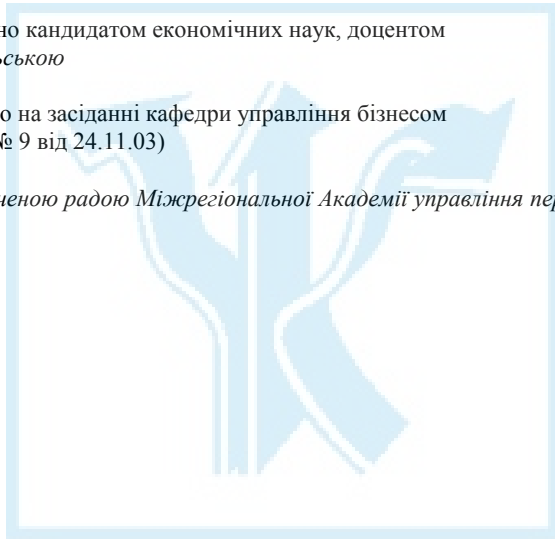 но кандидатом економічних наук, доцентом
ською
о на засіданні кафедри управління бізнесом
№ 9 від 24.11.03)
ченою радою Міжрегіональної Академії управління пер